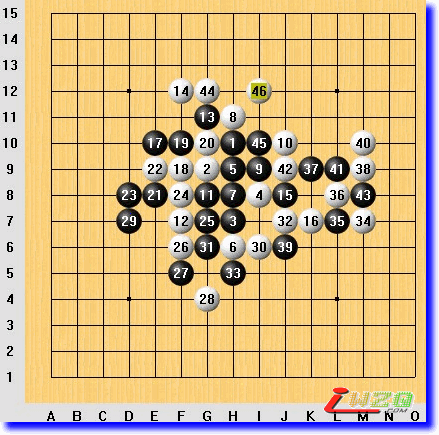 15
14
13
12 14 44 46
11 13 8
10 17 19 20 1 45 10 40
9 22 18 2 5 9 42 37 41 38
8 23 21 24 11 7 4 15 36 43
7 29 12 25 3 32 16 35 34
6 26 31 6 30 39
5 27 33
4 28
3
2
1
A B C D E F G H I J K L M N O
iWZQ
.COM